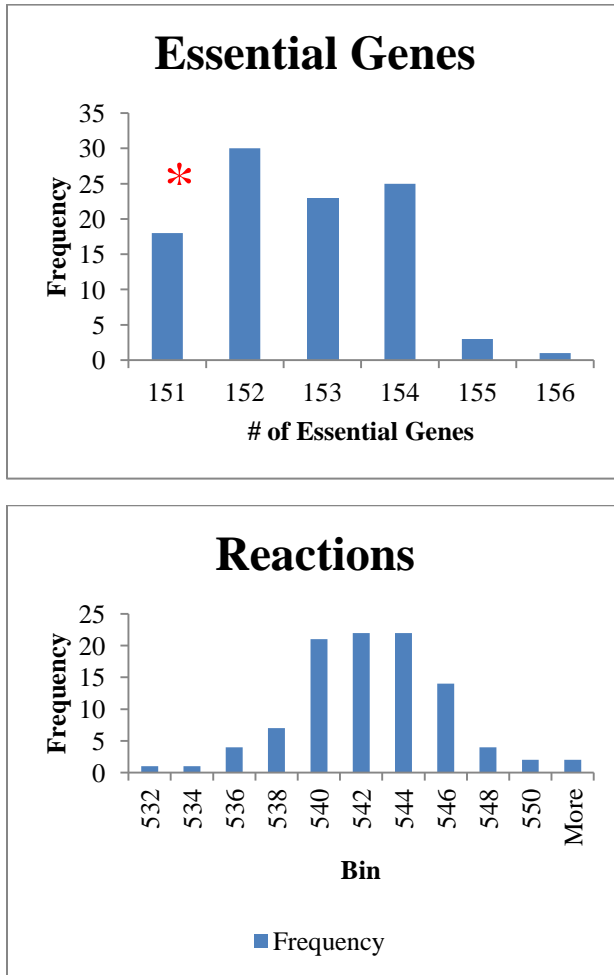 Essential Genes
35
30
25
20
15
10
5
0
Frequency
*
151 152 153 154 155 156
# of Essential Genes
Reactions
25
20
15
10
5
0
Frequency
532 534 536 538 540 542 544 546 548 550 More
Bin
Frequency